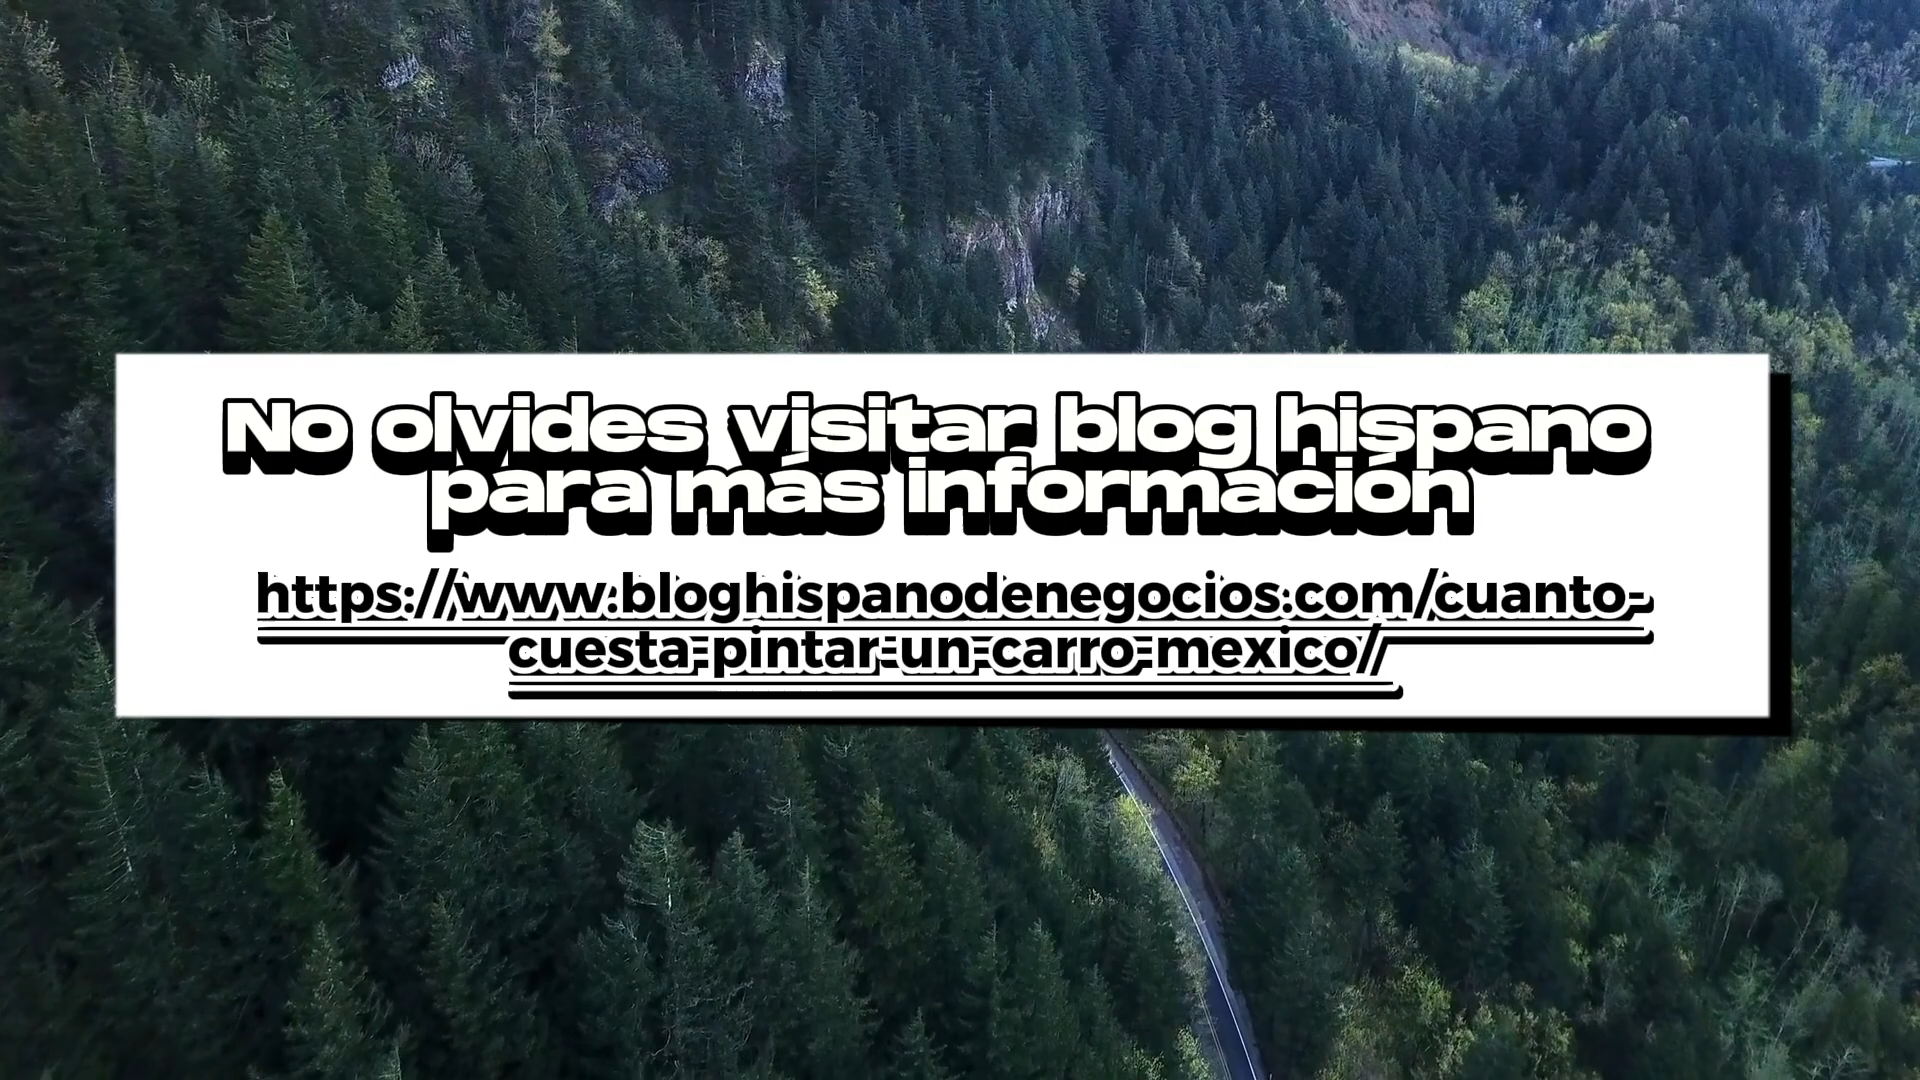 No olvides visitar blog hispano
para más información
https://www.bloghispanodenegocios.com/cuanto-
cuesta-pintar-un-carro-mexico//